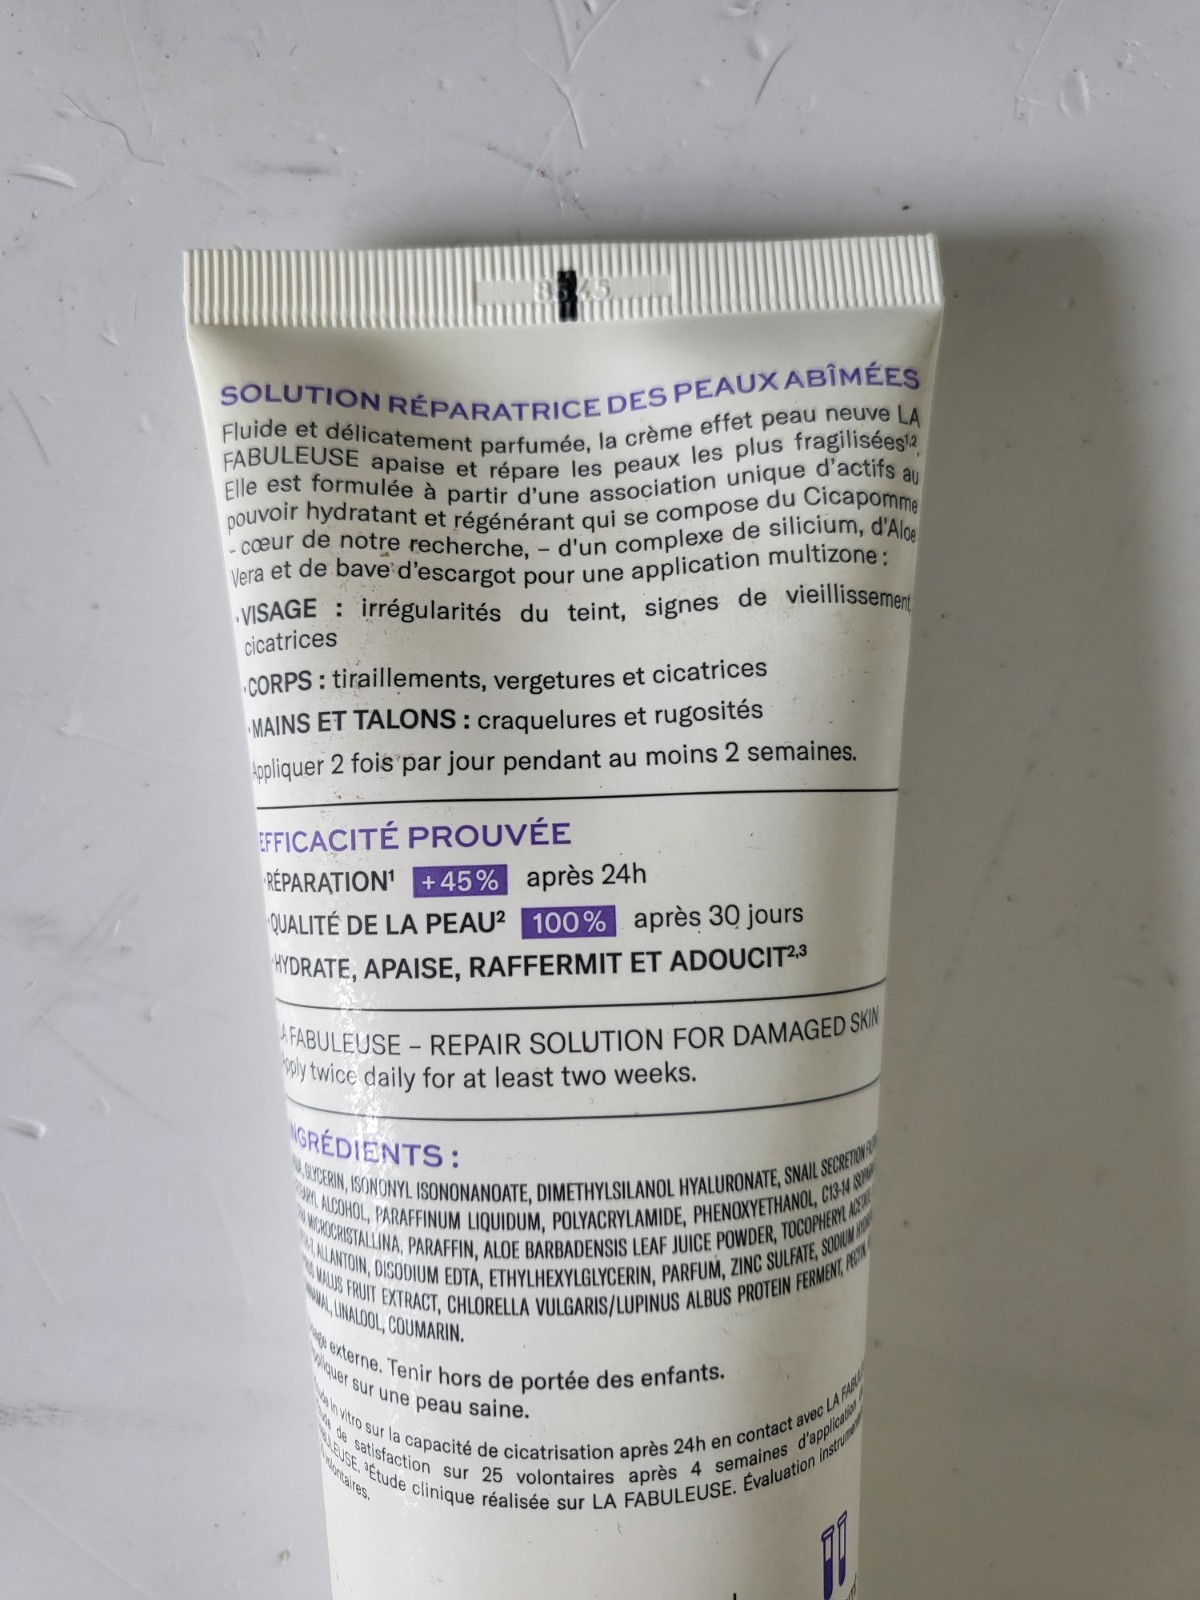 SOLUTION RÉPARATRICE DES PEAUX ABÎMÉES
Fluide et délicatement parfumée, la crème effet peau neuve LA
FABULEUSE apaise et répare les peaux les plus fragilisées¹,².
Elle est formulée à partir d'une association unique d'actifs au
pouvoir hydratant et régénérant qui se compose du Cicapomme
- cœur de notre recherche, – d'un complexe de silicium, d'Aloe
Vera et de bave d'escargot pour une application multizone :
·VISAGE : irrégularités du teint, signes de vieillissement,
cicatrices
·CORPS : tiraillements, vergetures et cicatrices
·MAINS ET TALONS : craquelures et rugosités
Appliquer 2 fois par jour pendant au moins 2 semaines.
EFFICACITÉ PROUVÉE
·RÉPARATION¹ +45% après 24h
·QUALITÉ DE LA PEAU² 100% après 30 jours
·HYDRATE, APAISE, RAFFERMIT ET ADOUCIT²,³
LA FABULEUSE – REPAIR SOLUTION FOR DAMAGED SKIN
Apply twice daily for at least two weeks.
INGRÉDIENTS :
GLYCERIN, ISONONYL ISONONANOATE, DIMETHYLSILANOL HYALURONATE, SNAIL SECRETION
ALCOHOL, PARAFFINUM LIQUIDUM, POLYACRYLAMIDE, PHENOXYETHANOL, C13-14
MICROCRISTALLINA, PARAFFIN, ALOE BARBADENSIS LEAF JUICE POWDER, TOCOPHERYL
ALLANTOIN, DISODIUM EDTA, ETHYLHEXYLGLYCERIN, PARFUM, ZINC SULFATE, SODIUM
MALUS FRUIT EXTRACT, CHLORELLA VULGARIS/LUPINUS ALBUS PROTEIN FERMENT,
LINALOOL, COUMARIN.
externe. Tenir hors de portée des enfants.
Appliquer sur une peau saine.
in vitro sur la capacité de cicatrisation après 24h en contact avec LA
de satisfaction sur 25 volontaires après 4 semaines d'application
³Étude clinique réalisée sur LA FABULEUSE. Évaluation
volontaires.